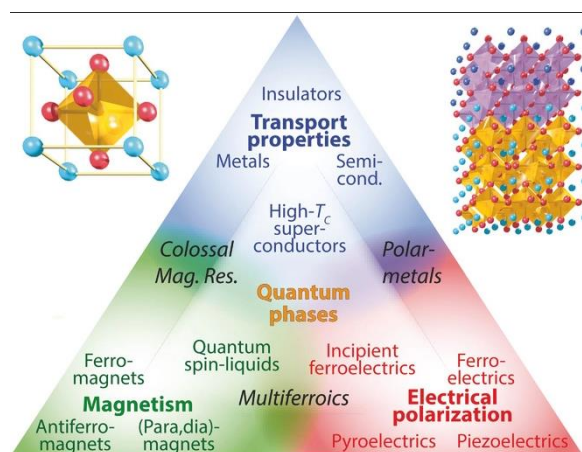 Insulators
Transport
properties
Metals
Semi-
cond.
High-Tc
super-
conductors
Colossal
Mag. Res.
Polar-
metals
Quantum
phases
Ferro-
magnets
Quantum
spin-liquids
Incipient
ferroelectrics
Ferro-
electrics
Magnetism
Multiferroics
Electrical
polarization
Antiferro-
magnets
(Para,dia)-
magnets
Pyroelectrics
Piezoelectrics